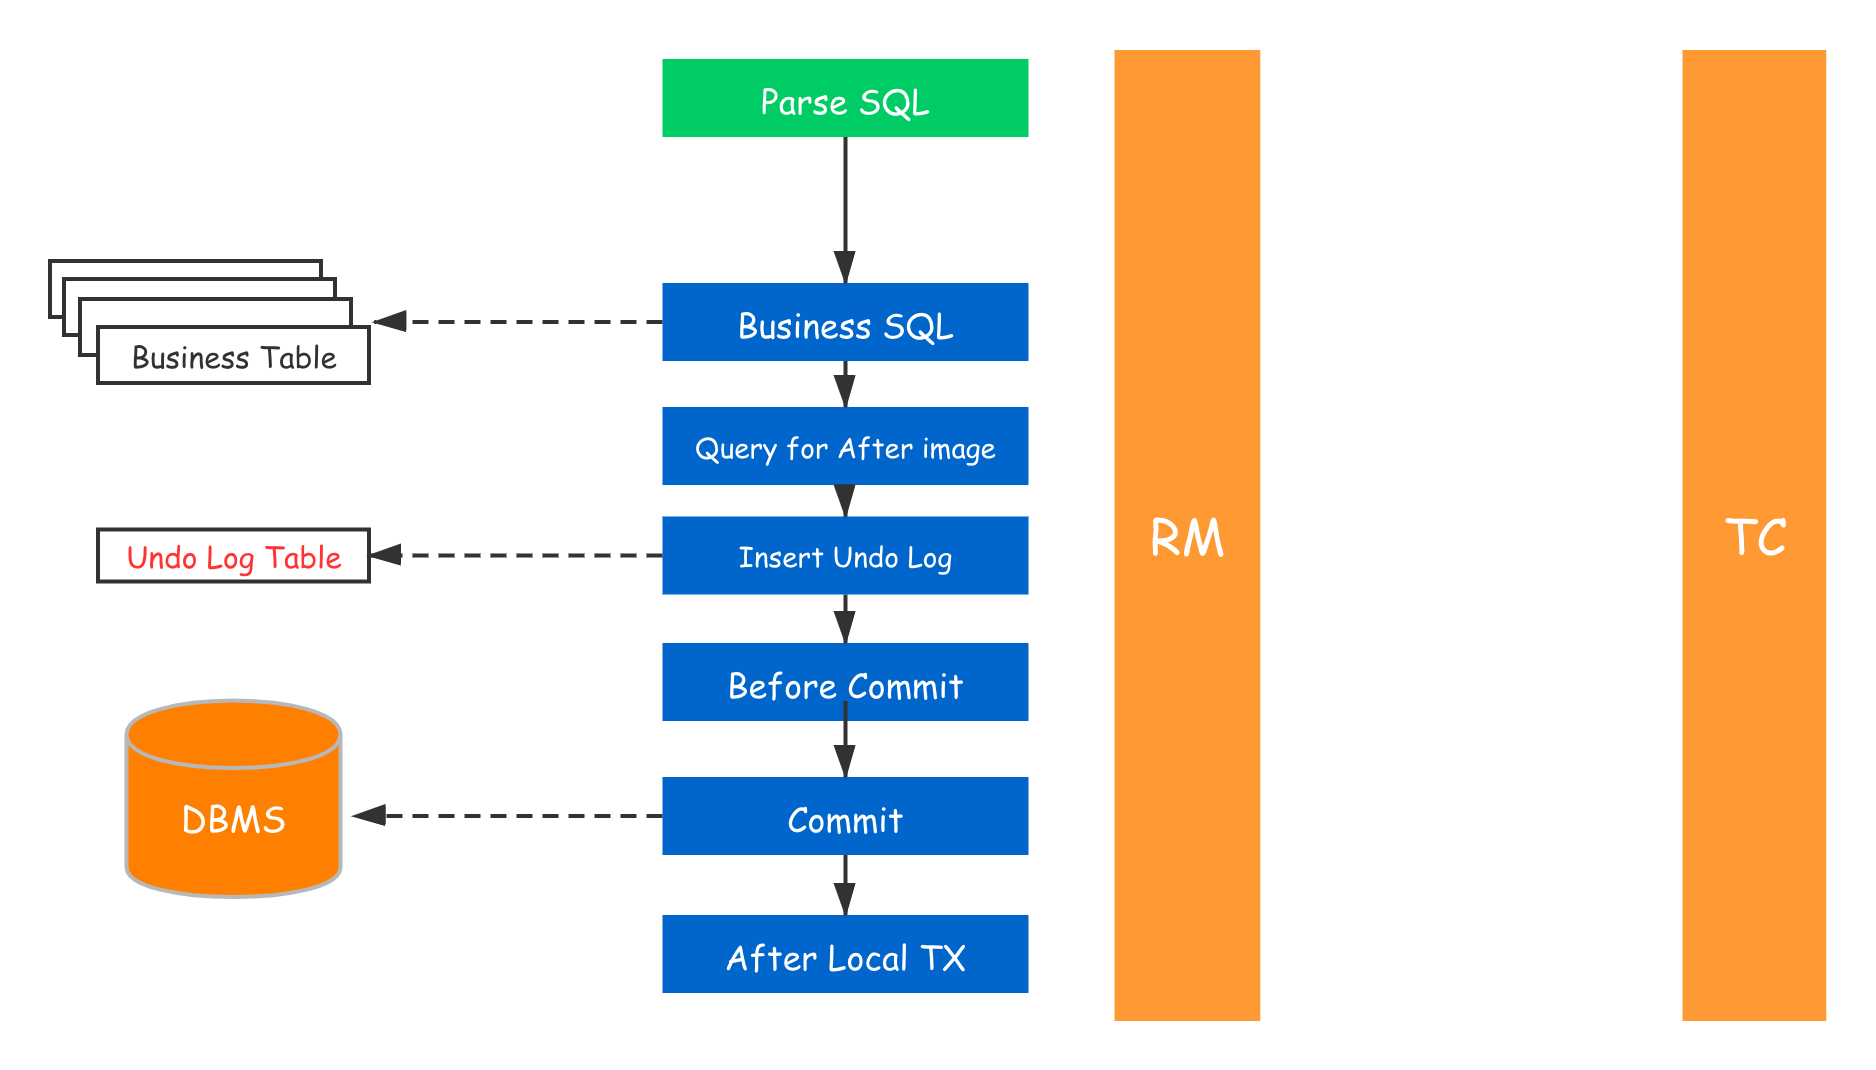 Parse SQL
Business SQL
Business Table
Query for After image
Insert Undo Log
Undo Log Table
RM
TC
Before Commit
Commit
DBMS
After Local TX